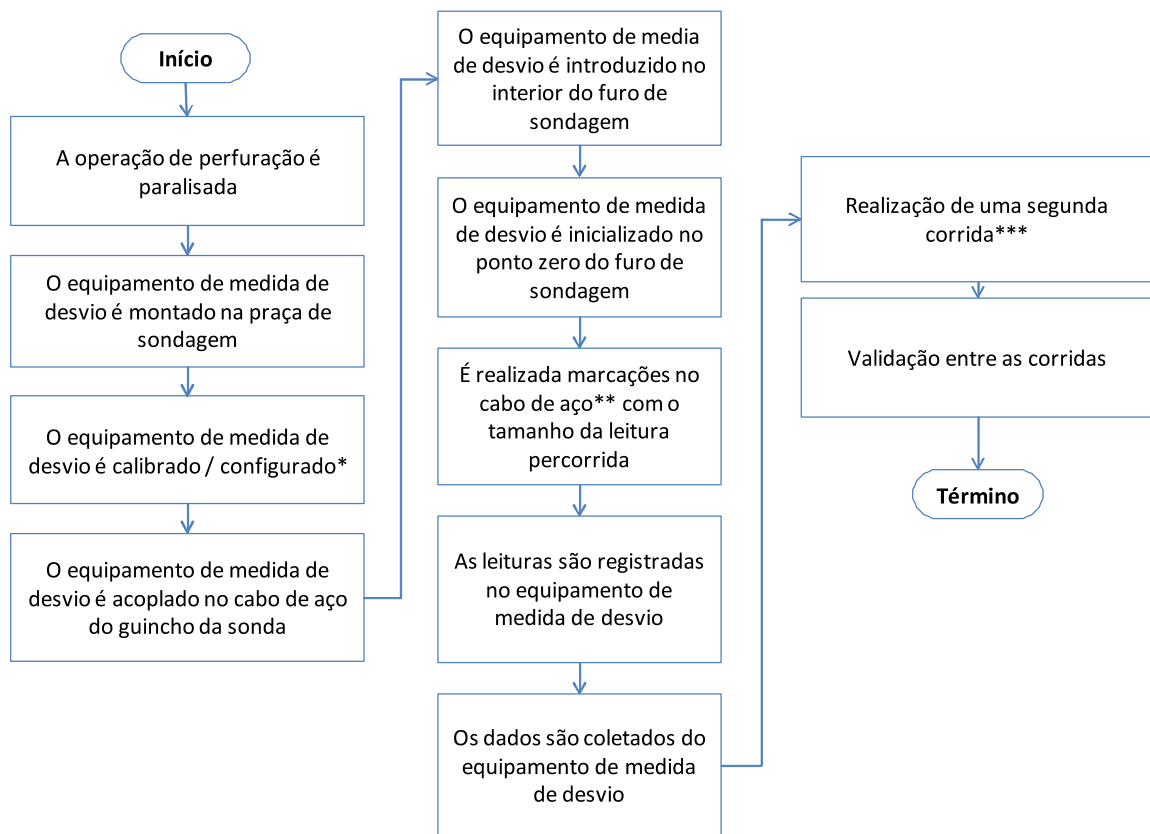 Início
A operação de perfuração é
paralisada
O equipamento de medida de
desvio é montado na praça de
sondagem
O equipamento de medida de
desvio é calibrado / configurado*
O equipamento de medida de
desvio é acoplado no cabo de aço
do guincho da sonda
O equipamento de media
de desvio é introduzido no
interior do furo de
sondagem
O equipamento de medida
de desvio é inicializado no
ponto zero do furo de
sondagem
É realizada marcações no
cabo de aço** com o
tamanho da leitura
percorrida
As leituras são registradas
no equipamento de
medida de desvio
Os dados são coletados do
equipamento de medida
de desvio
Realização de uma segunda
corrida***
Validação entre as corridas
Término